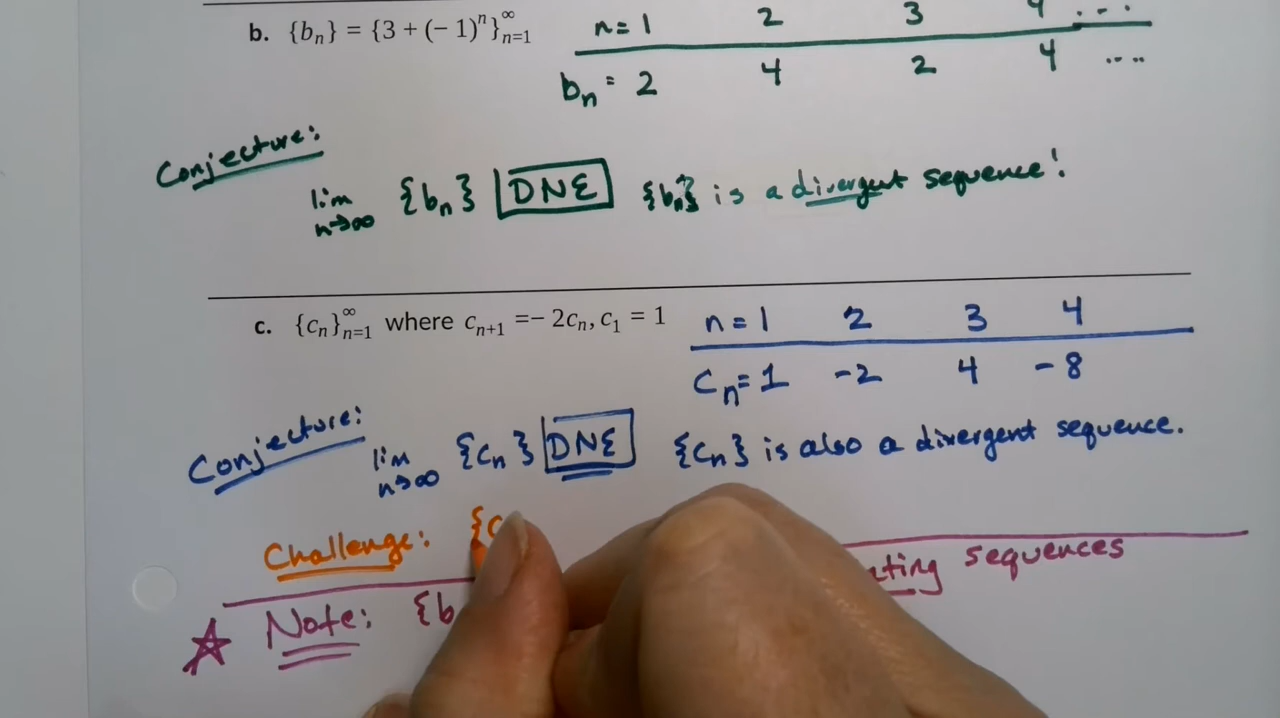 b. {bₙ} = {3 + (− 1)ⁿ}∞ₙ₌₁ n = 1 2 3 4 ...
bₙ = 2 4 2 4 ....
Conjecture:
lim n→∞ {bₙ} DNE {bₙ} is a divergent sequence!
c. {cₙ}∞ₙ₌₁ where cₙ₊₁ =− 2cₙ, c₁ = 1 n = 1 2 3 4
Cₙ = 1 -2 4 -8
Conjecture: lim n→∞ {cₙ} DNE {cₙ} is also a divergent sequence.
Challenge: {c
Note: {b sequences